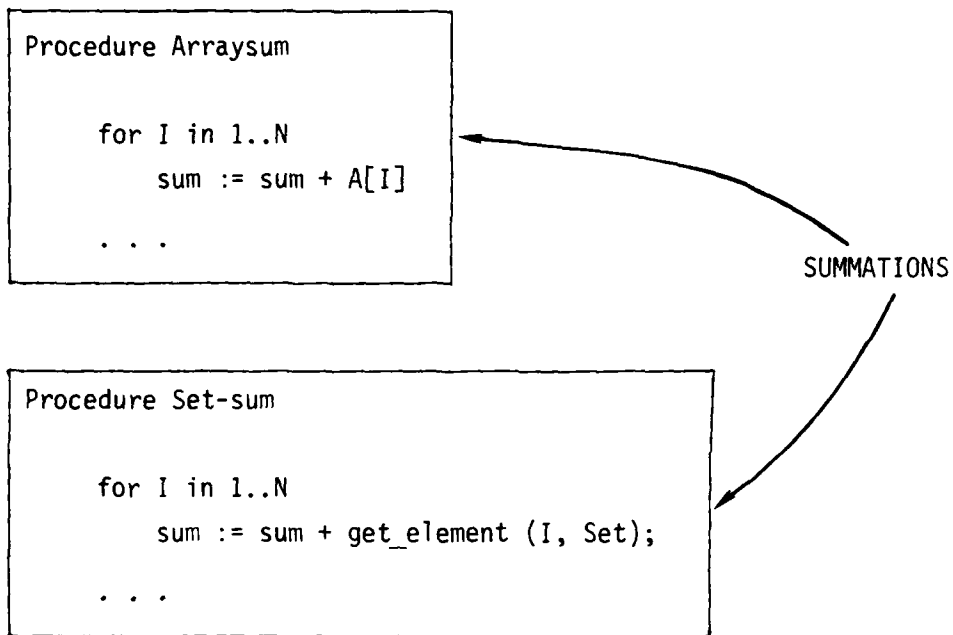 Procedure Arraysum
for I in 1..N
sum := sum + A[I]
. . .
SUMMATIONS
Procedure Set-sum
for I in 1..N
sum := sum + get_element (I, Set);
. . .